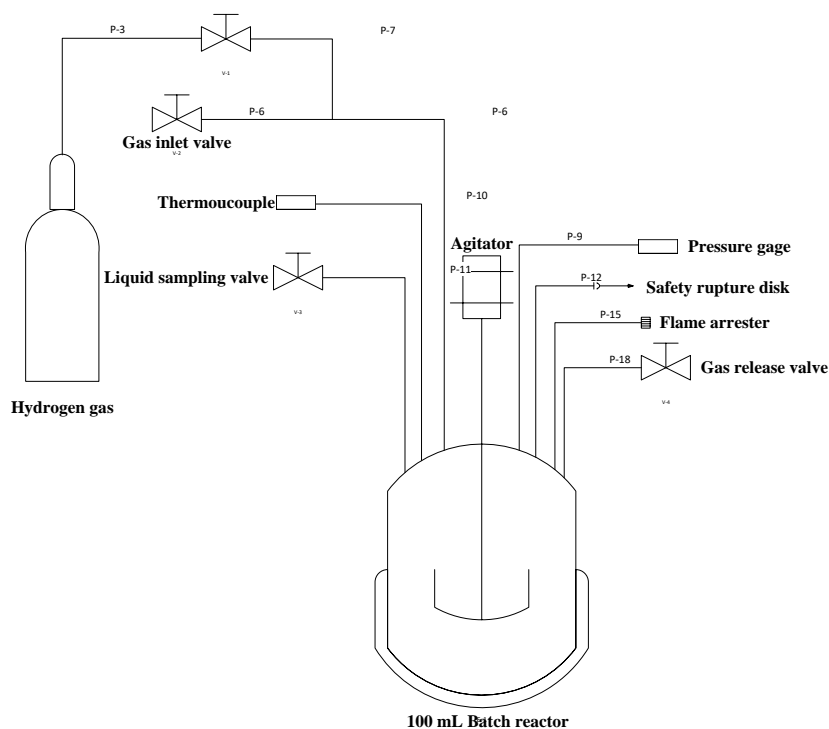 P-3
P-7
V-1
P-6
P-6
Gas inlet valve
V-2
Thermoucouple
P-10
Agitator
P-9
Pressure gage
Liquid sampling valve
P-11
P-12
Safety rupture disk
V-3
P-15
Flame arrester
P-18
Gas release valve
V-4
Hydrogen gas
100 mL Batch reactor